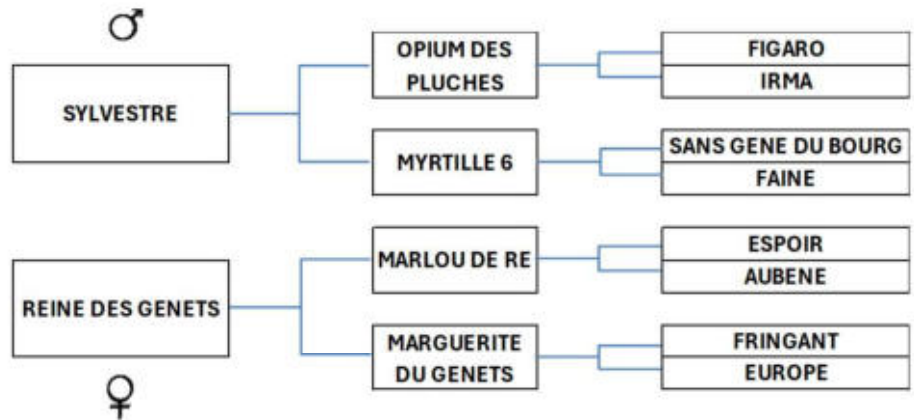 ♂
SYLVESTRE
OPIUM DES
PLUCHES
FIGARO
IRMA
MYRTILLE 6
SANS GENE DU BOURG
FAINE
REINE DES GENETS
MARLOU DE RE
ESPOIR
AUBENE
MARGUERITE
DU GENETS
FRINGANT
EUROPE
♀